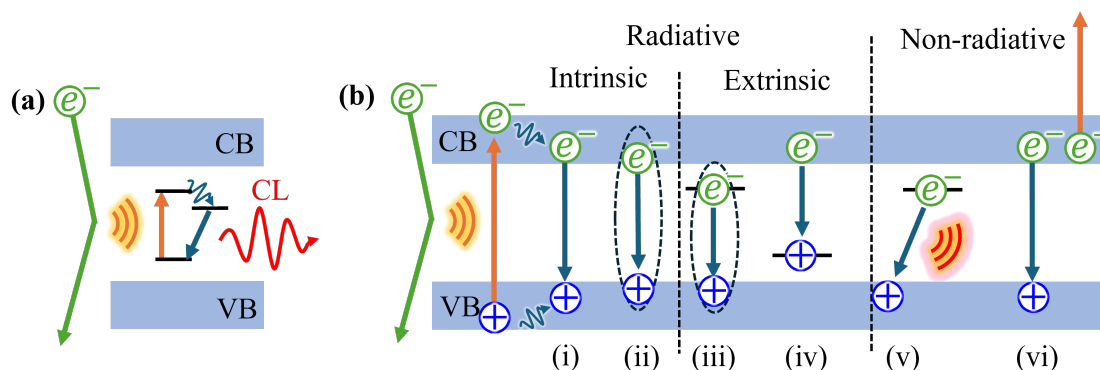 (a)
e⁻
CB
CL
VB
(b)
Radiative
Non-radiative
Intrinsic
Extrinsic
e⁻
e⁻
e⁻
e⁻
e⁻
e⁻
e⁻
e⁻
e⁻
CB
VB
+
+
+
+
+
+
+
(i)
(ii)
(iii)
(iv)
(v)
(vi)